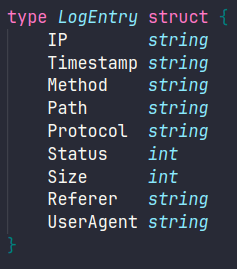 type LogEntry struct {
    IP        string
    Timestamp string
    Method    string
    Path      string
    Protocol  string
    Status    int
    Size      int
    Referer   string
    UserAgent string
}